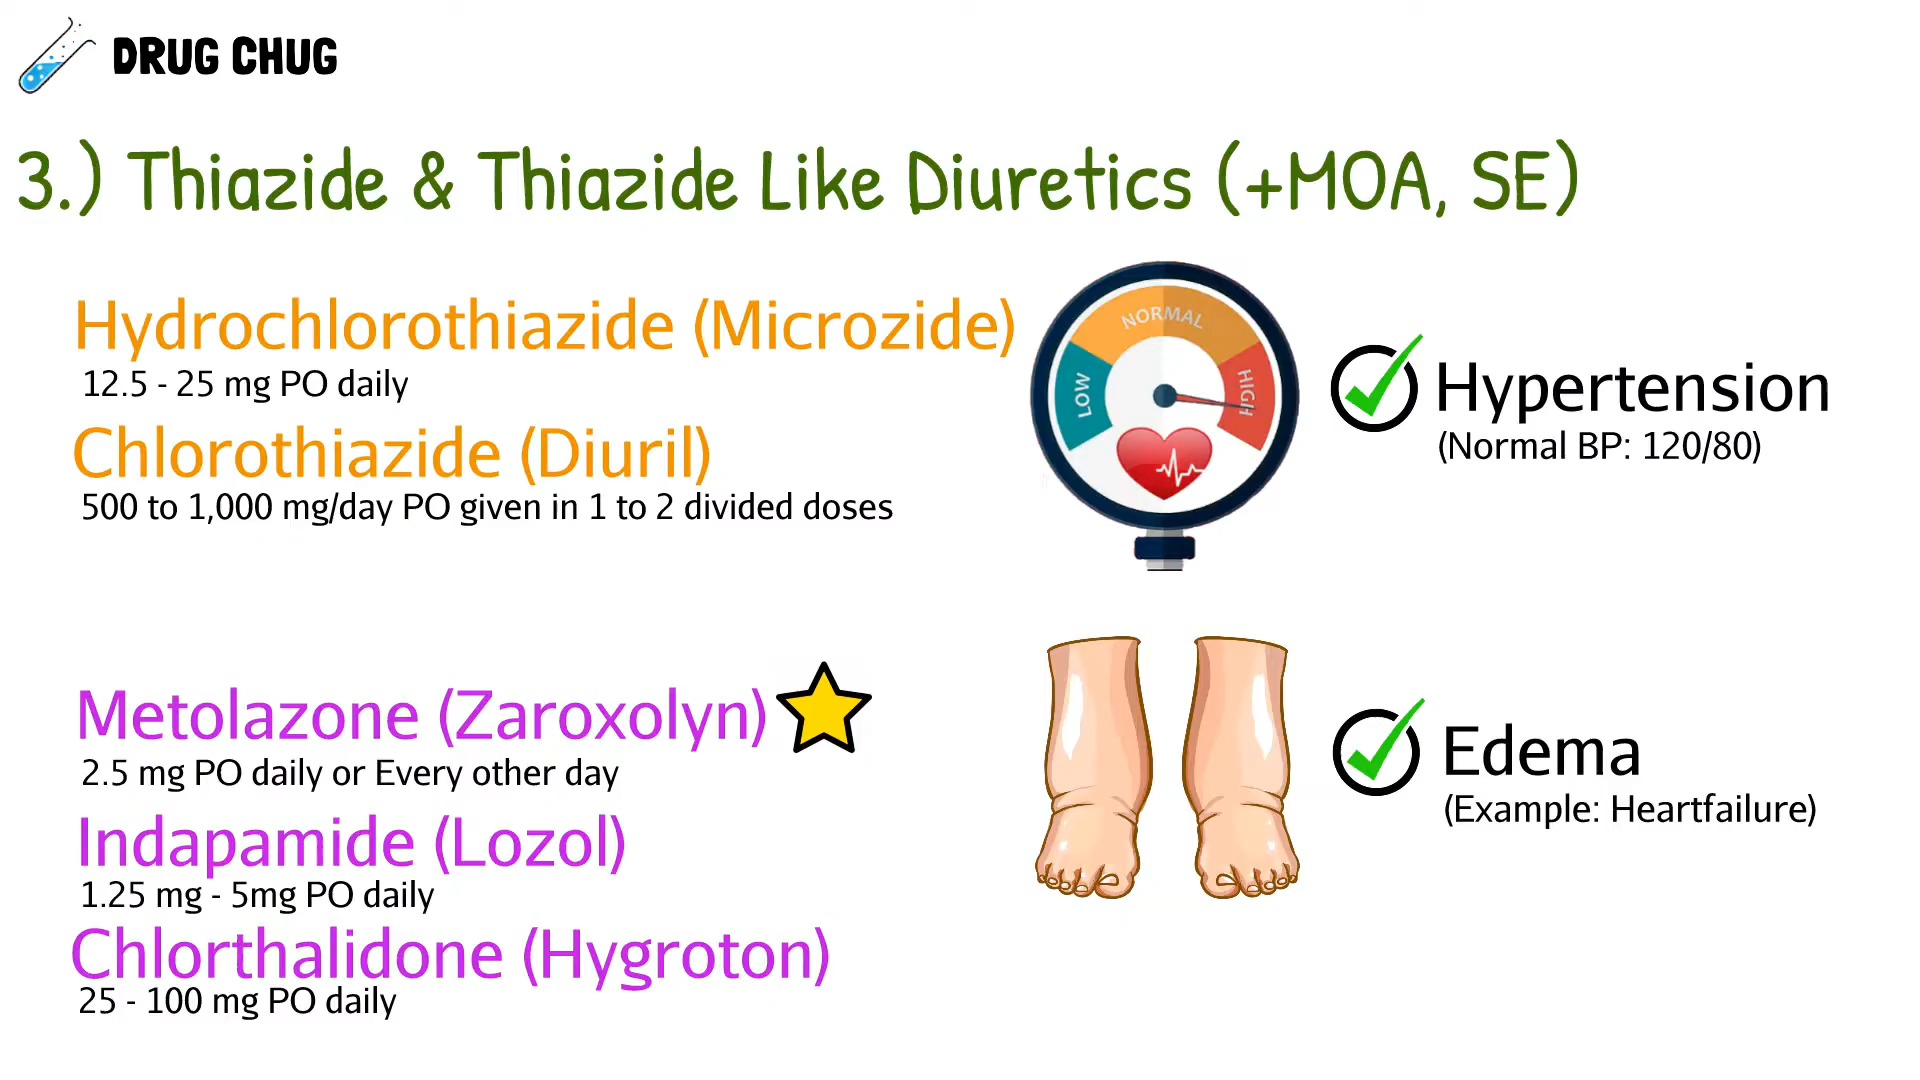 DRUG CHUG
3.) Thiazide & Thiazide Like Diuretics (+MOA, SE)
Hydrochlorothiazide (Microzide)
12.5 - 25 mg PO daily
Chlorothiazide (Diuril)
500 to 1,000 mg/day PO given in 1 to 2 divided doses
LOW
NORMAL
HIGH
Hypertension
(Normal BP: 120/80)
Metolazone (Zaroxolyn)
2.5 mg PO daily or Every other day
Indapamide (Lozol)
1.25 mg - 5mg PO daily
Chlorthalidone (Hygroton)
25 - 100 mg PO daily
Edema
(Example: Heartfailure)